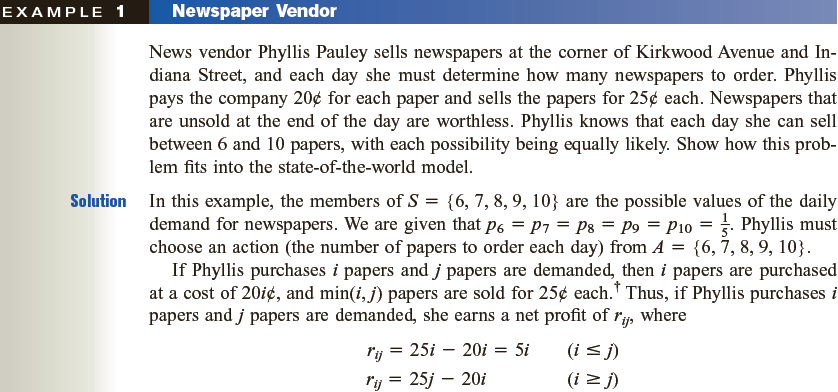 EXAMPLE 1 Newspaper Vendor
News vendor Phyllis Pauley sells newspapers at the corner of Kirkwood Avenue and In-
diana Street, and each day she must determine how many newspapers to order. Phyllis
pays the company 20¢ for each paper and sells the papers for 25¢ each. Newspapers that
are unsold at the end of the day are worthless. Phyllis knows that each day she can sell
between 6 and 10 papers, with each possibility being equally likely. Show how this prob-
lem fits into the state-of-the-world model.
Solution In this example, the members of S = {6, 7, 8, 9, 10} are the possible values of the daily
demand for newspapers. We are given that p₆ = p₇ = p₈ = p₉ = p₁₀ = 1/5. Phyllis must
choose an action (the number of papers to order each day) from A = {6, 7, 8, 9, 10}.
If Phyllis purchases i papers and j papers are demanded, then i papers are purchased
at a cost of 20i¢, and min(i, j) papers are sold for 25¢ each.† Thus, if Phyllis purchases i
papers and j papers are demanded, she earns a net profit of rᵢⱼ, where
rᵢⱼ = 25i − 20i = 5i (i ≤ j)
rᵢⱼ = 25j − 20i (i ≥ j)